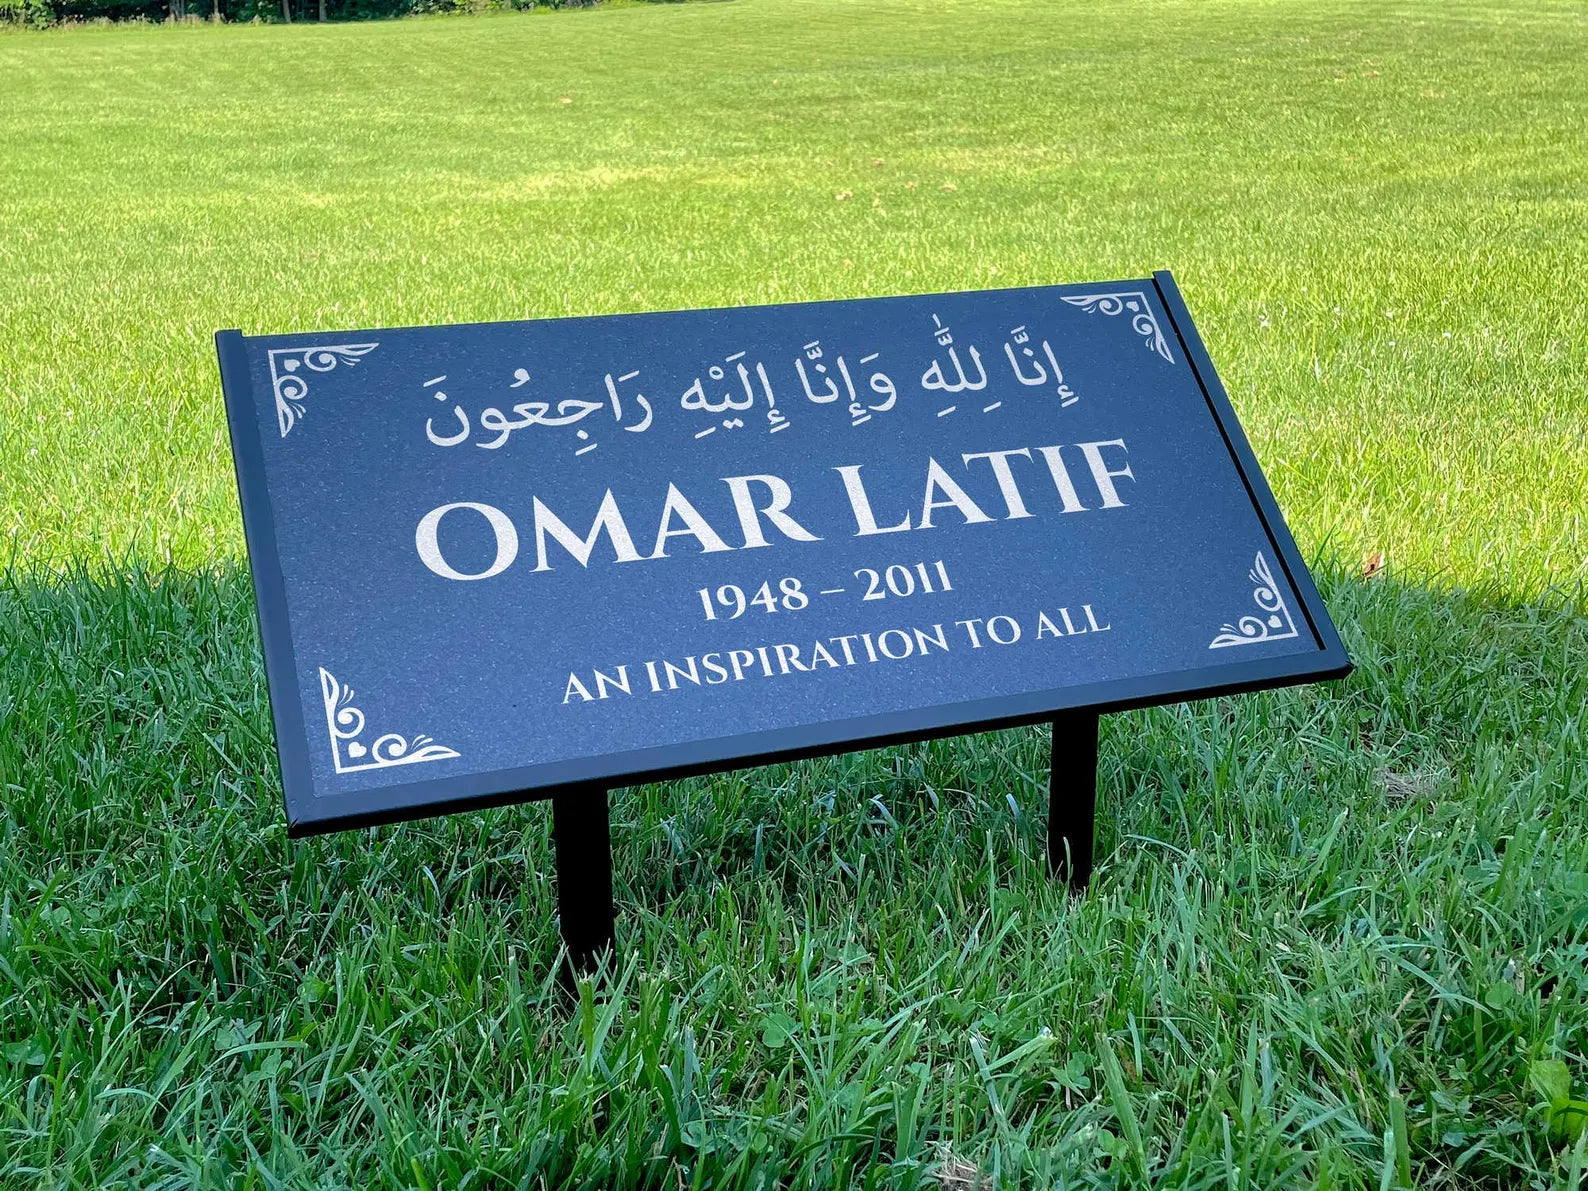 إِنَّا لِلَّٰهِ وَإِنَّا إِلَيْهِ رَاجِعُونَ
OMAR LATIF
1948 – 2011
AN INSPIRATION TO ALL